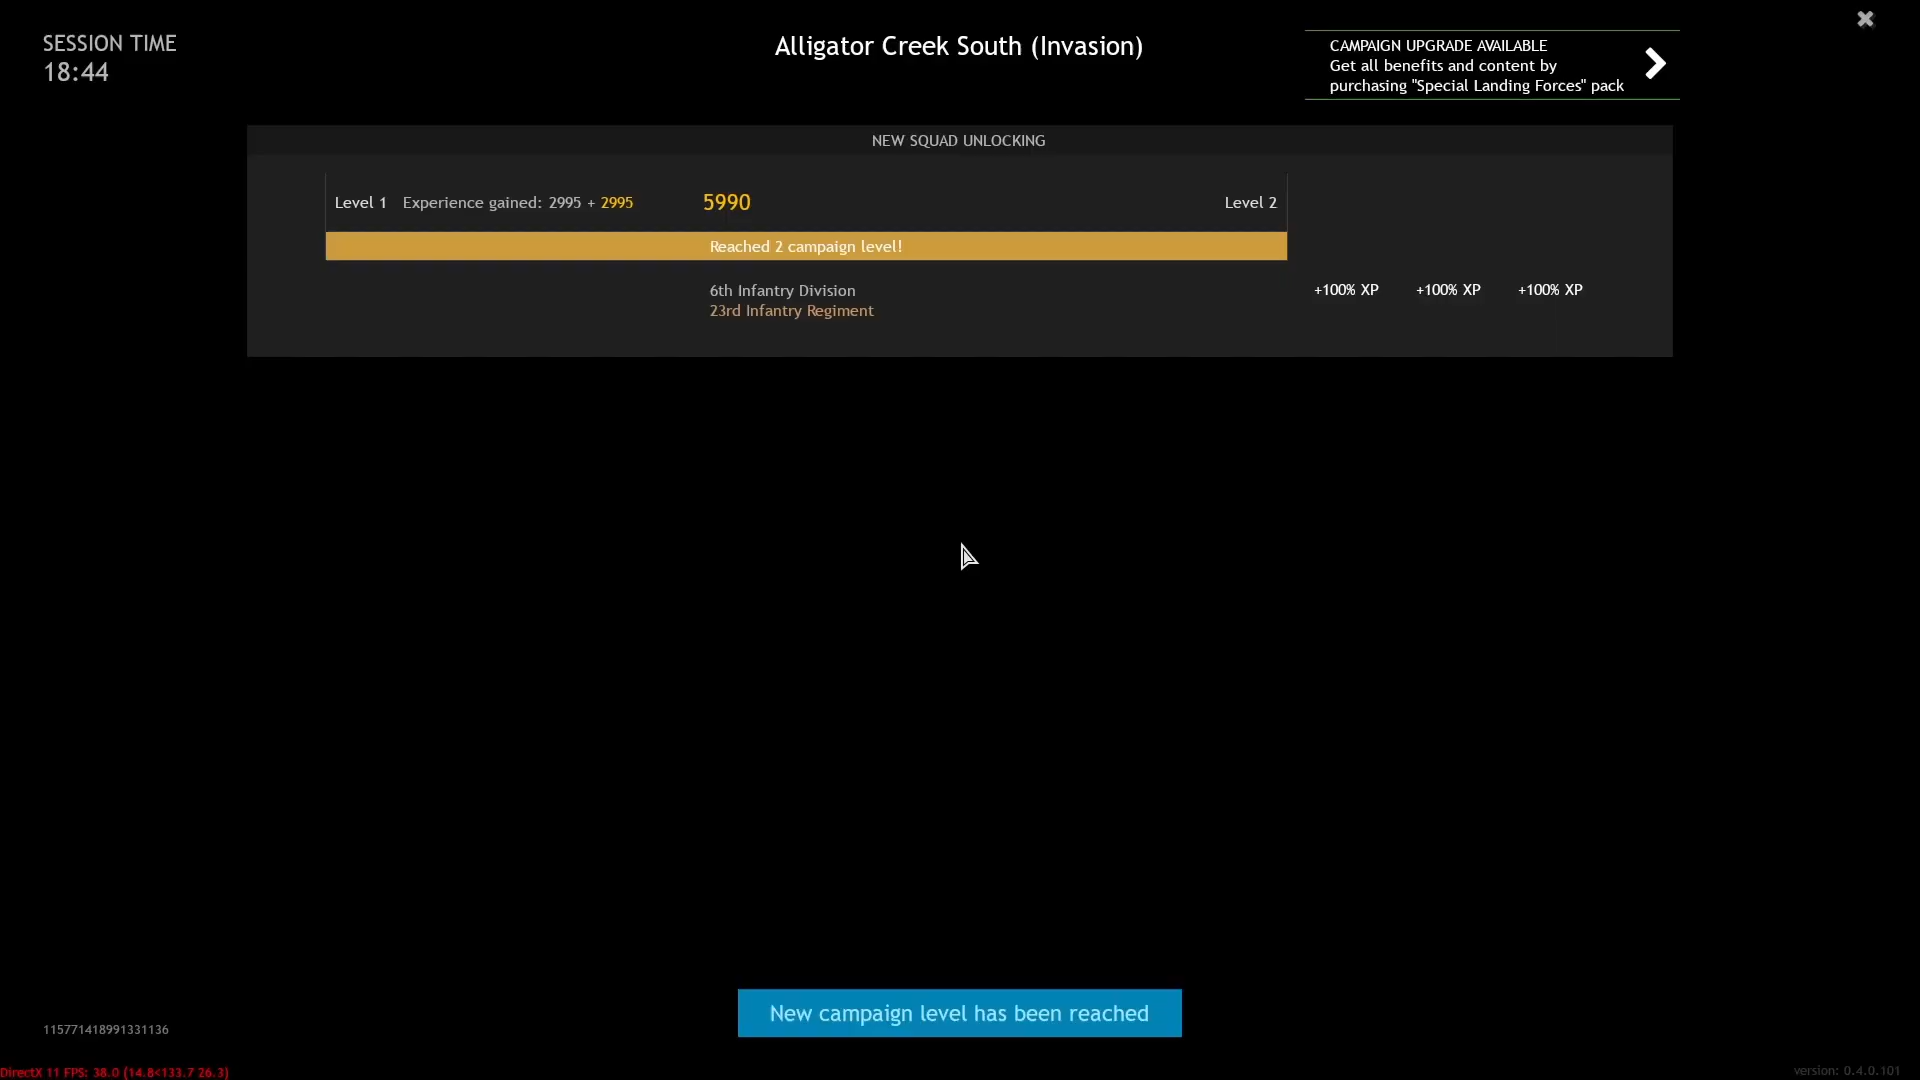 SESSION TIME
18:44
Alligator Creek South (Invasion)
CAMPAIGN UPGRADE AVAILABLE
Get all benefits and content by
purchasing "Special Landing Forces" pack
NEW SQUAD UNLOCKING
Level 1 Experience gained: 2995 + 2995 5990 Level 2
Reached 2 campaign level!
6th Infantry Division
23rd Infantry Regiment
+100% XP +100% XP +100% XP
New campaign level has been reached
115771418991331136
DirectX 11 FPS: 38.0 (14.8<133.7 26.3)
version: 0.4.0.101